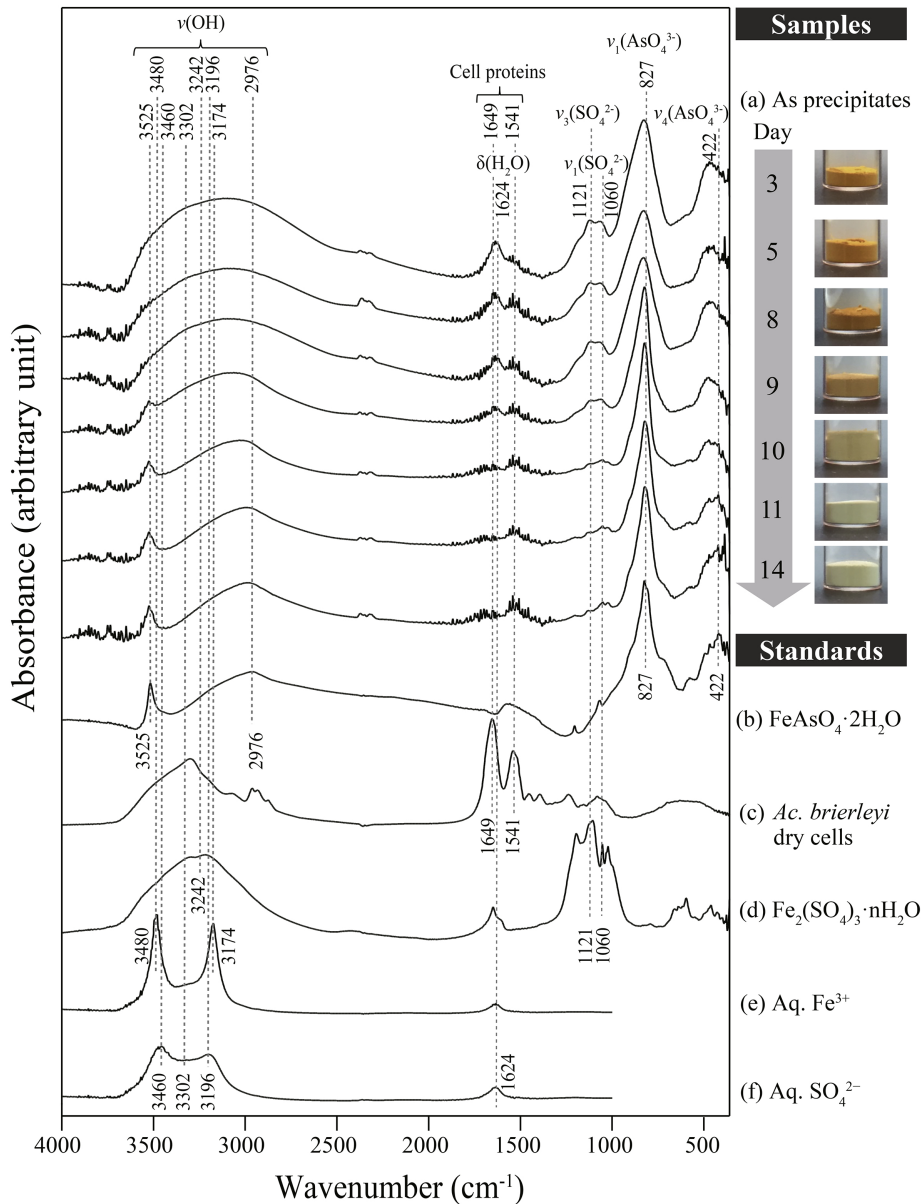 ν(OH)
3525
3480
3460
3302
3242
3196
3174
2976
Cell proteins
1649
1541
δ(H₂O)
1624
ν₃(SO₄²⁻)
ν₁(SO₄²⁻)
1121
1060
ν₁(AsO₄³⁻)
827
ν₄(AsO₄³⁻)
422
Samples
(a) As precipitates
Day
3
5
8
9
10
11
14
Standards
827
422
(b) FeAsO₄·2H₂O
3525
2976
(c) Ac. brierleyi
dry cells
1649
1541
3242
(d) Fe₂(SO₄)₃·nH₂O
1121
1060
3480
3174
(e) Aq. Fe³⁺
1624
(f) Aq. SO₄²⁻
3460
3302
3196
4000 3500 3000 2500 2000 1500 1000 500
Wavenumber (cm⁻¹)
Absorbance (arbitrary unit)